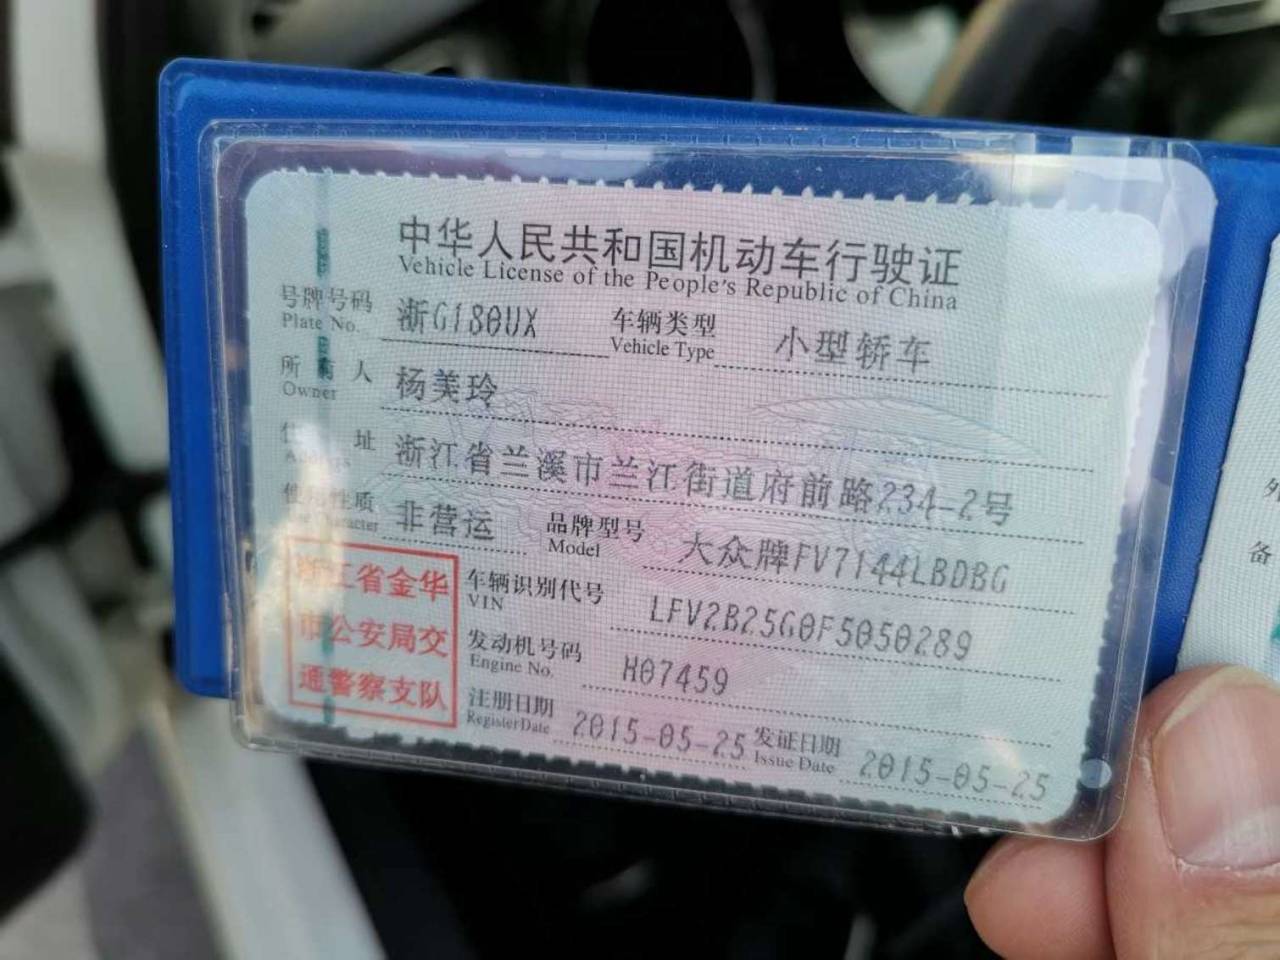 中华人民共和国机动车行驶证
Vehicle License of the People's Republic of China
号牌号码 浙G180UX 车辆类型 小型轿车
Plate No. Vehicle Type
所有人 杨美玲
Owner
住址 浙江省兰溪市兰江街道府前路234-2号
Address
使用性质 非营运 品牌型号 大众牌FV7144LBDBG
Use Character Model
浙江省金华
市公安局交
通警察支队
车辆识别代号 LFV2B25G0F5050289
VIN
发动机号码 H07459
Engine No.
注册日期 2015-05-25 发证日期 2015-05-25
Register Date Issue Date
外
备